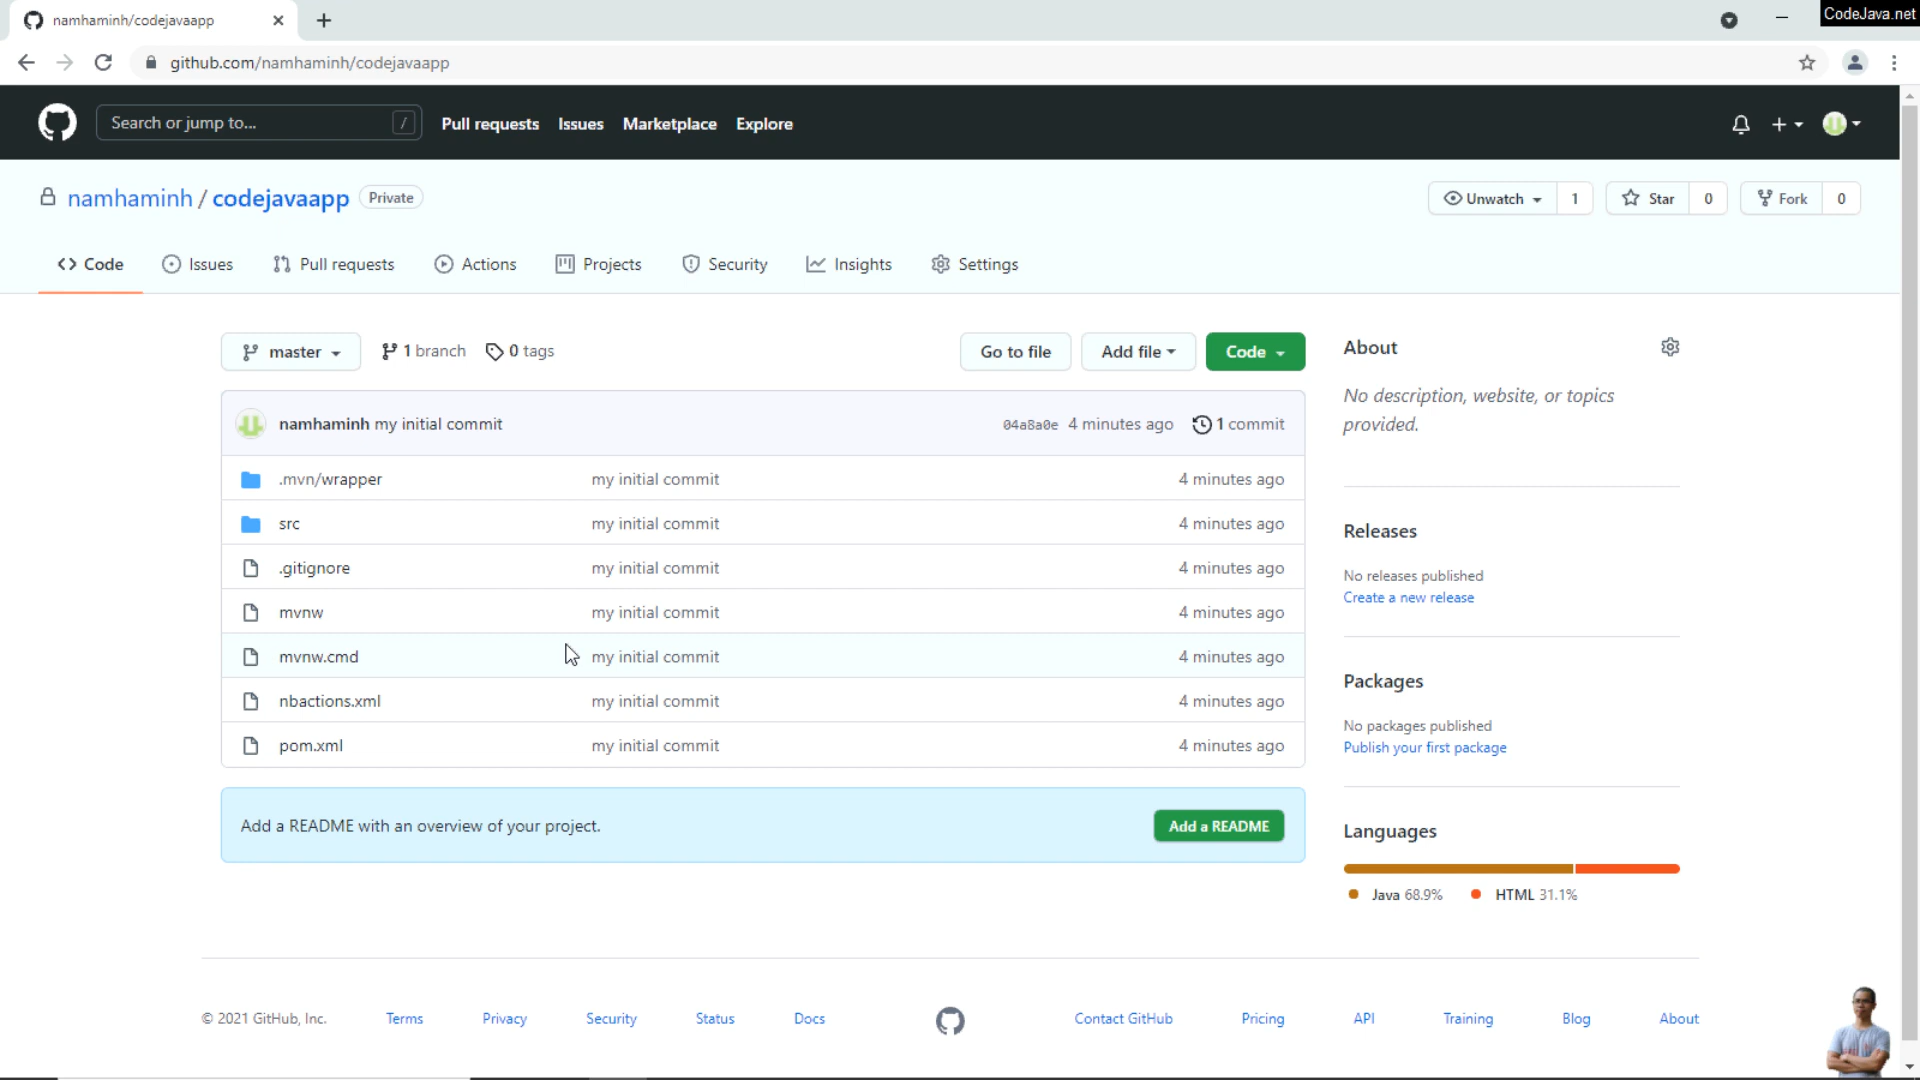 namhaminh/codejavaapp
CodeJava.net
github.com/namhaminh/codejavaapp
Search or jump to... /
Pull requests Issues Marketplace Explore
namhaminh / codejavaapp Private
Unwatch 1 Star 0 Fork 0
Code Issues Pull requests Actions Projects Security Insights Settings
master 1 branch 0 tags Go to file Add file Code
namhaminh my initial commit 04a8a0e 4 minutes ago 1 commit
.mvn/wrapper my initial commit 4 minutes ago
src my initial commit 4 minutes ago
.gitignore my initial commit 4 minutes ago
mvnw my initial commit 4 minutes ago
mvnw.cmd my initial commit 4 minutes ago
nbactions.xml my initial commit 4 minutes ago
pom.xml my initial commit 4 minutes ago
Add a README with an overview of your project. Add a README
About
No description, website, or topics
provided.
Releases
No releases published
Create a new release
Packages
No packages published
Publish your first package
Languages
Java 68.9% HTML 31.1%
© 2021 GitHub, Inc. Terms Privacy Security Status Docs Contact GitHub Pricing API Training Blog About